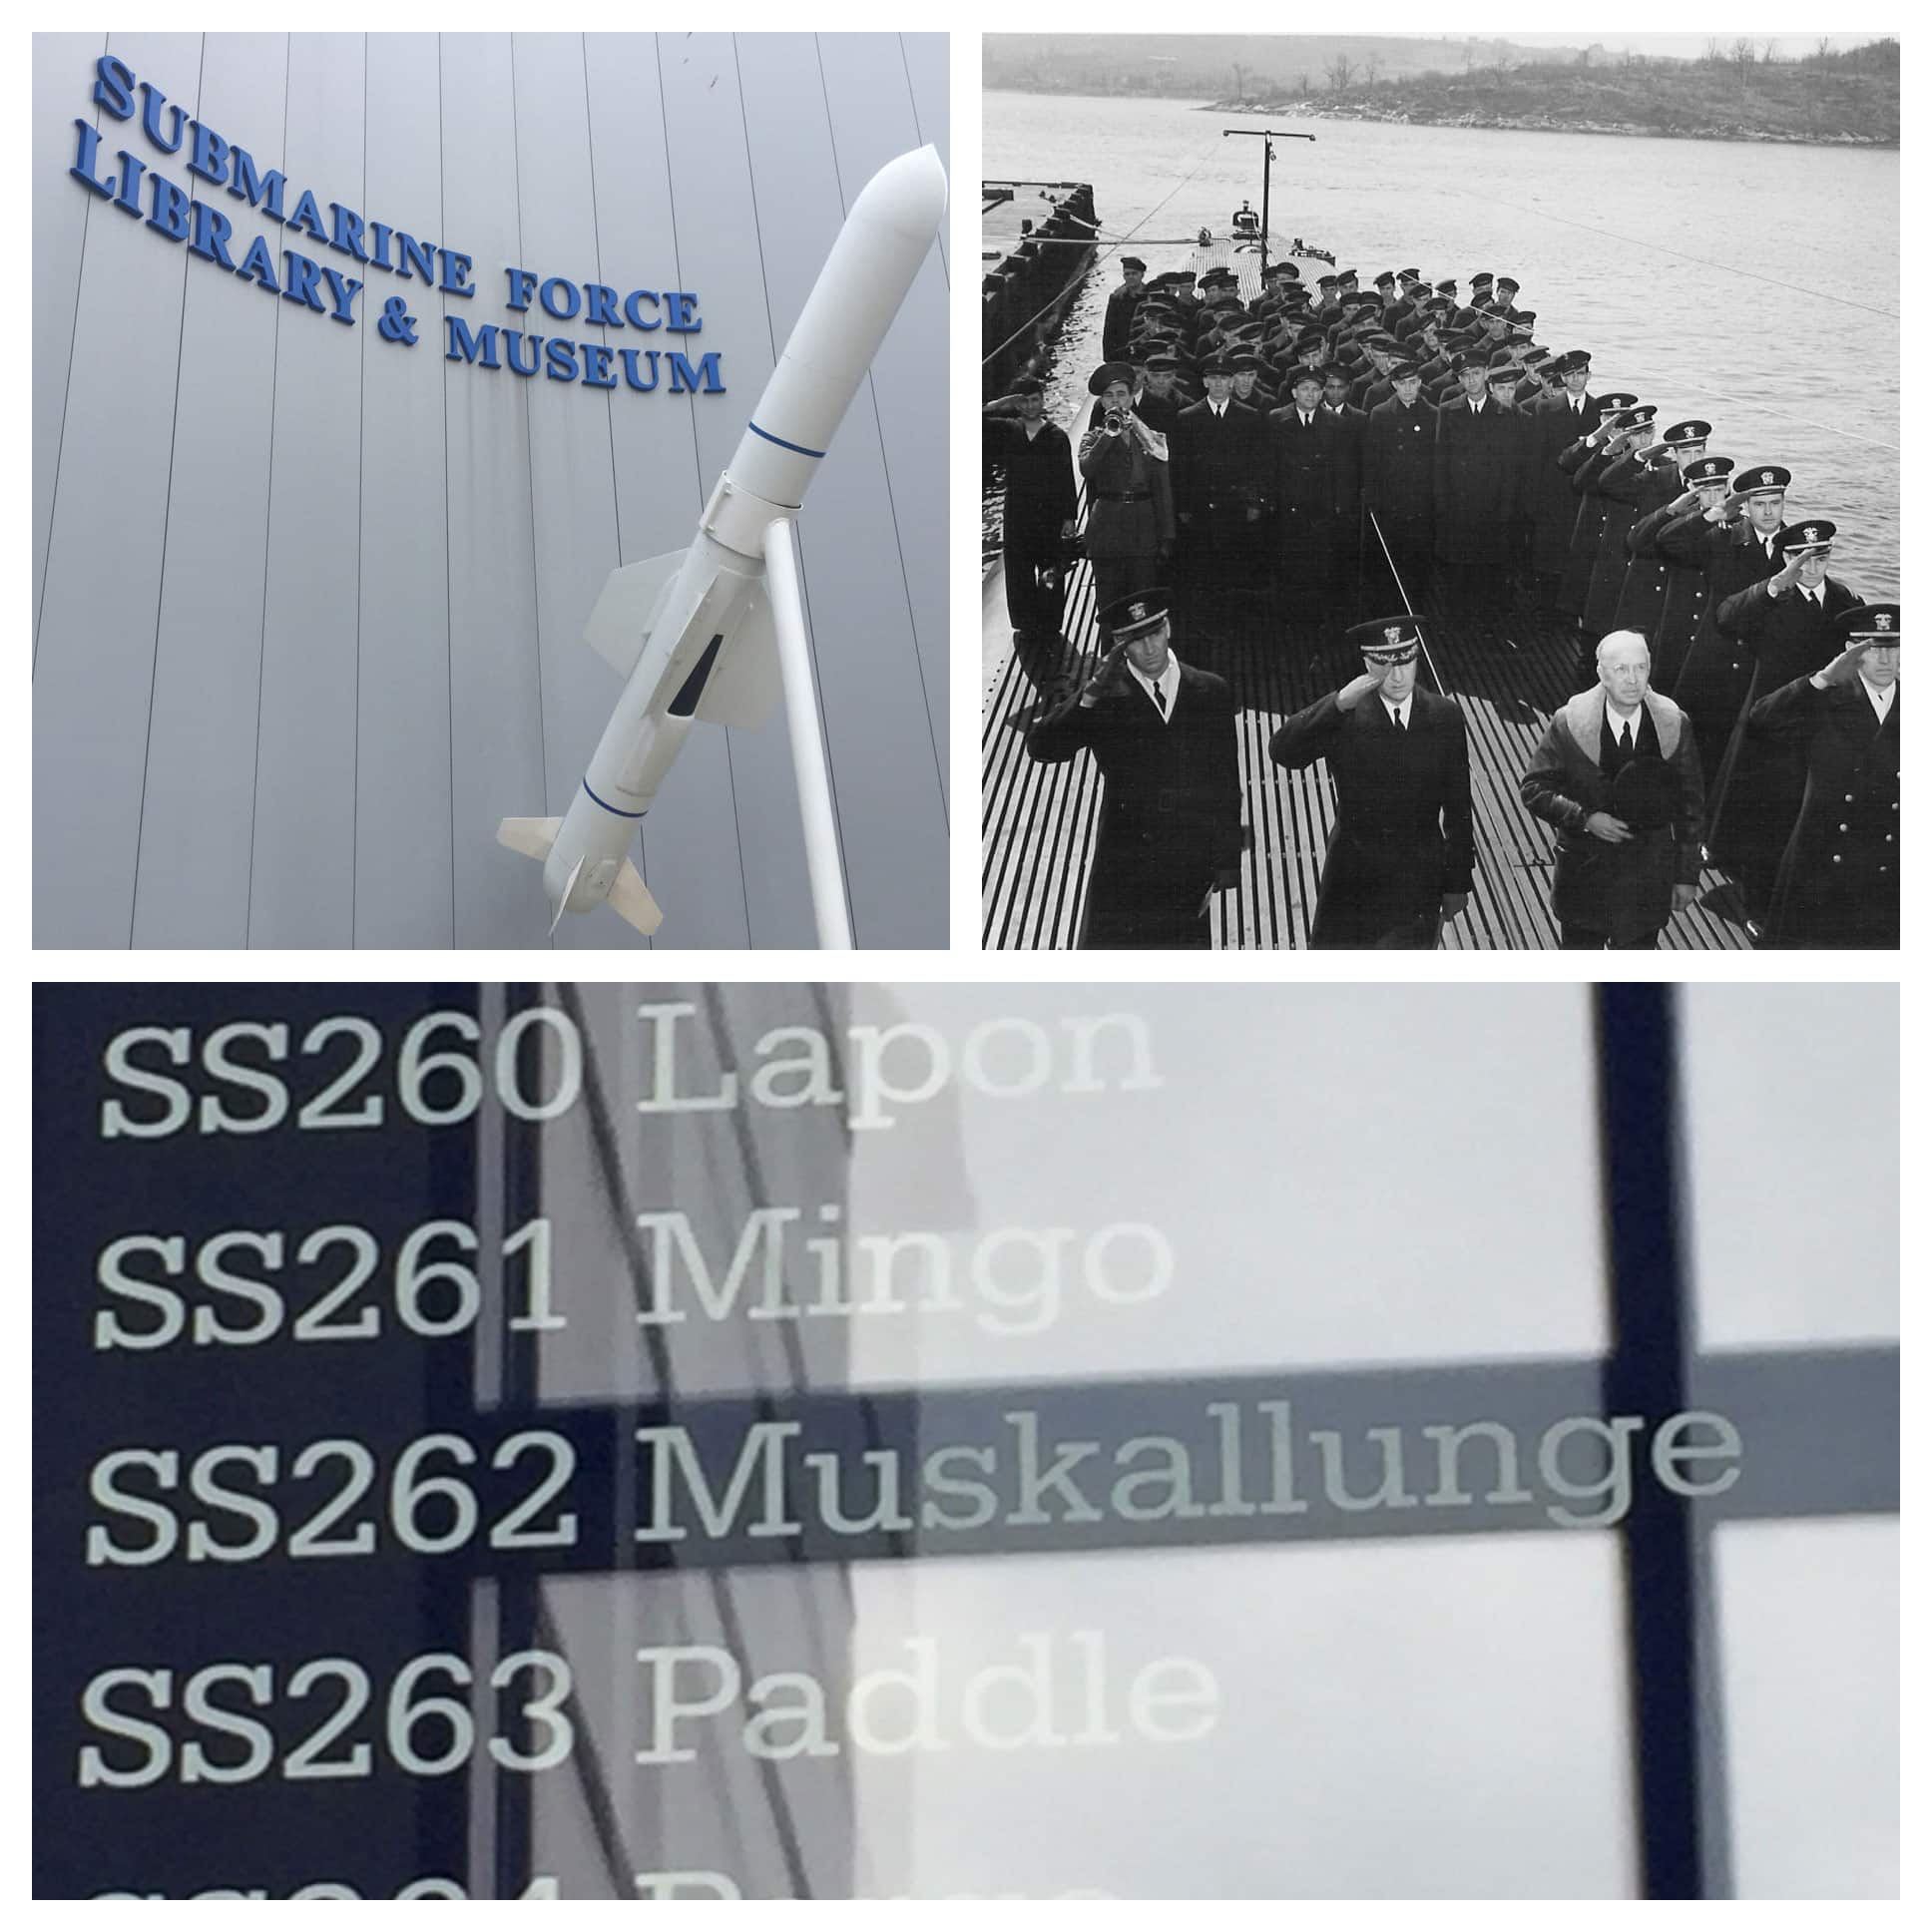 SUBMARINE FORCE
LIBRARY & MUSEUM
SS260 Lapon
SS261 Mingo
SS262 Muskallunge
SS263 Paddle